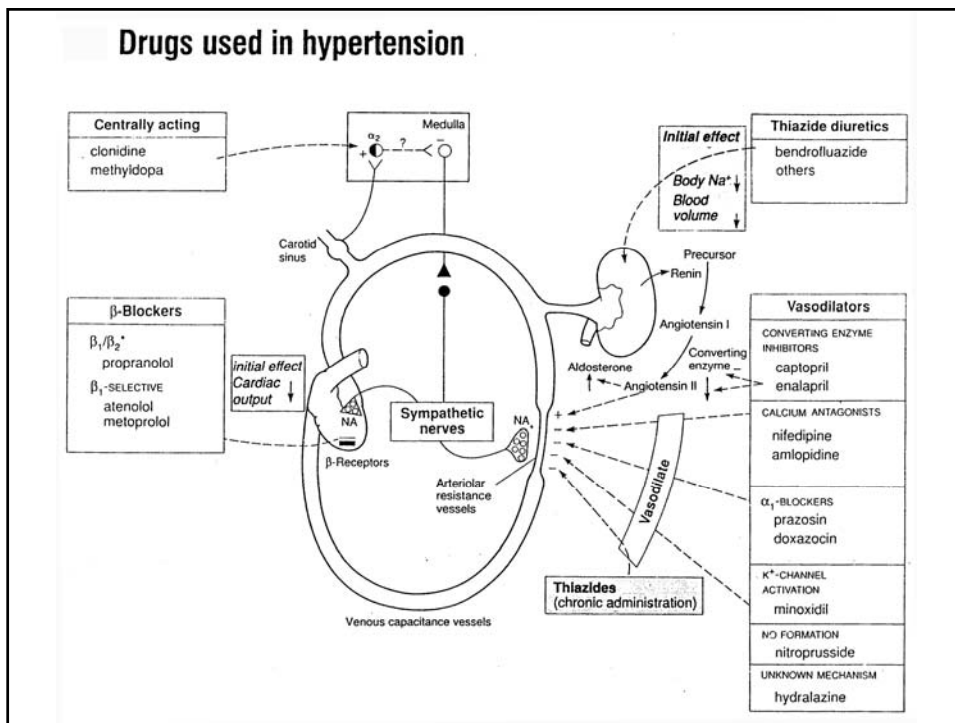 Drugs used in hypertension
Centrally acting
clonidine
methyldopa
Medulla
α2
?
+
−
Carotid
sinus
Initial effect
Body Na+ ↓
Blood
volume ↓
Thiazide diuretics
bendrofluazide
others
Precursor
Renin
Angiotensin I
Converting
enzyme −
Aldosterone
Angiotensin II
β-Blockers
β1/β2*
propranolol
β1-SELECTIVE
atenolol
metoprolol
initial effect
Cardiac
output ↓
NA
β-Receptors
Sympathetic
nerves
NA
Arteriolar
resistance
vessels
+
−
−
−
−
Vasodilate
Thiazides
(chronic administration)
Venous capacitance vessels
Vasodilators
CONVERTING ENZYME
INHIBITORS
captopril
enalapril
CALCIUM ANTAGONISTS
nifedipine
amlopidine
α1-BLOCKERS
prazosin
doxazocin
K+-CHANNEL
ACTIVATION
minoxidil
NO FORMATION
nitroprusside
UNKNOWN MECHANISM
hydralazine